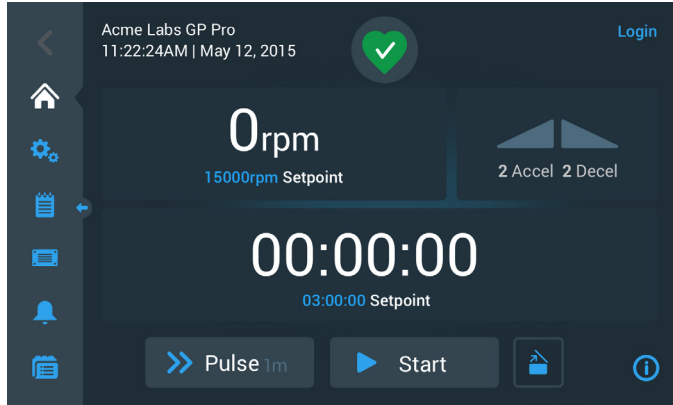 Acme Labs GP Pro
Login
11:22:24AM | May 12, 2015
0rpm
15000rpm Setpoint
2 Accel 2 Decel
00:00:00
03:00:00 Setpoint
Pulse 1m
Start